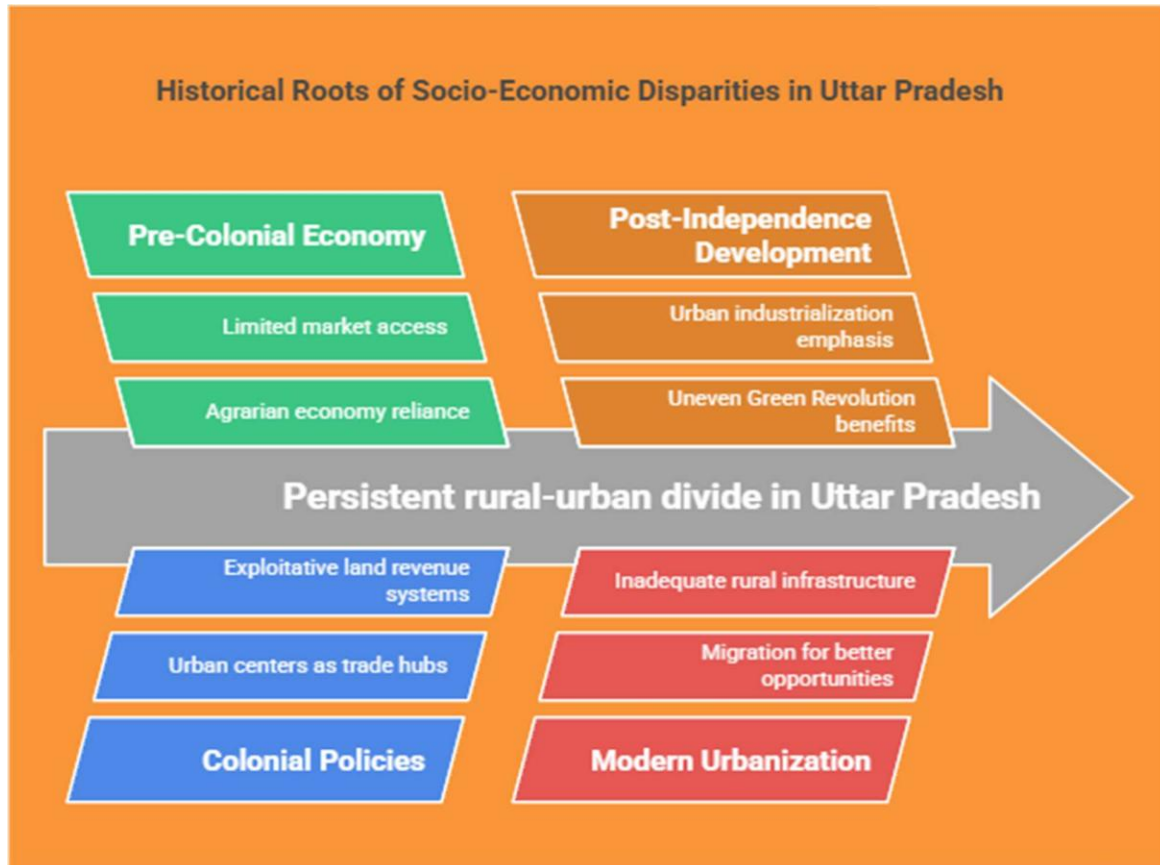 Historical Roots of Socio-Economic Disparities in Uttar Pradesh
Pre-Colonial Economy
Limited market access
Agrarian economy reliance
Post-Independence
Development
Urban industrialization
emphasis
Uneven Green Revolution
benefits
Persistent rural-urban divide in Uttar Pradesh
Exploitative land revenue
systems
Urban centers as trade hubs
Colonial Policies
Inadequate rural infrastructure
Migration for better
opportunities
Modern Urbanization